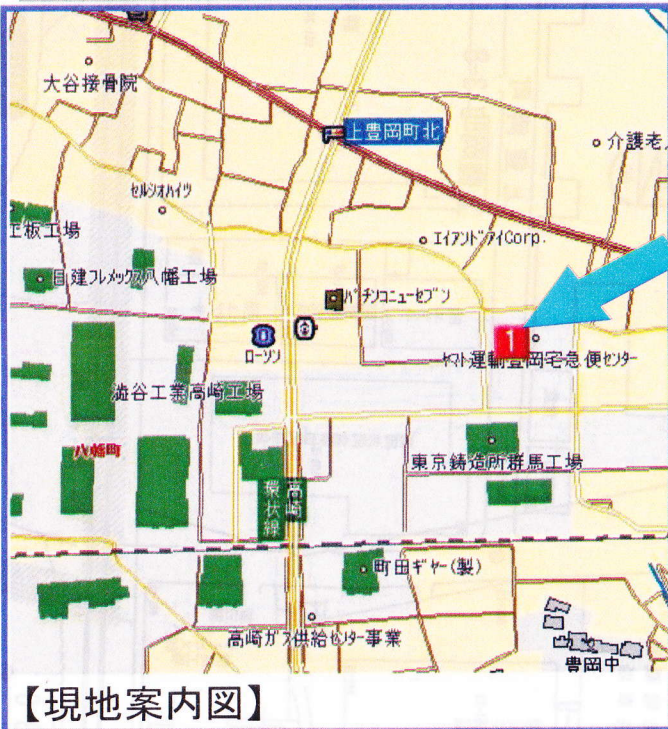 大谷接骨院
上豊岡町北
介護老人
セルシオハイツ
エイアンドアイCorp.
工板工場
日建フレメックス八幡工場
パチンコニューセブン
ローソン
1
ヤマト運輸豊岡宅急便センター
澁谷工業高崎工場
八幡町
東京鋳造所群馬工場
高崎
環状線
町田ギヤー(製)
高崎ガス供給センター事業
豊岡中
【現地案内図】